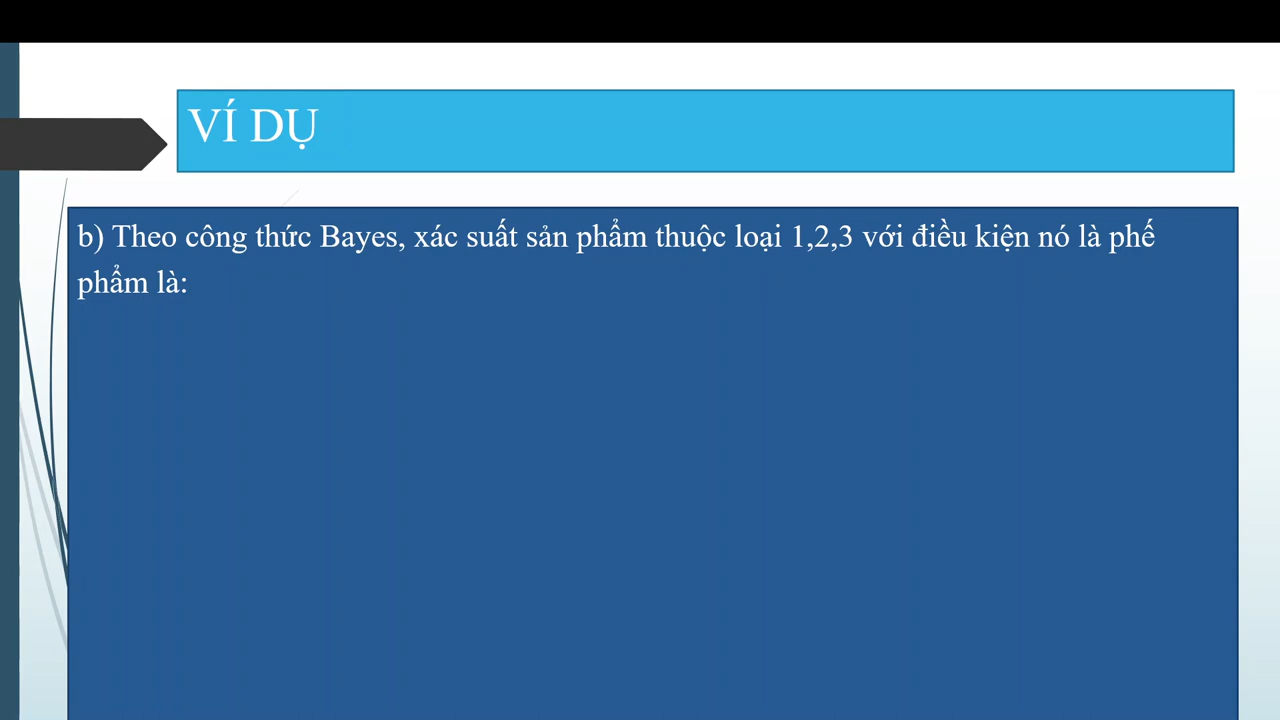 VÍ DỤ
b) Theo công thức Bayes, xác suất sản phẩm thuộc loại 1,2,3 với điều kiện nó là phế
phẩm là: